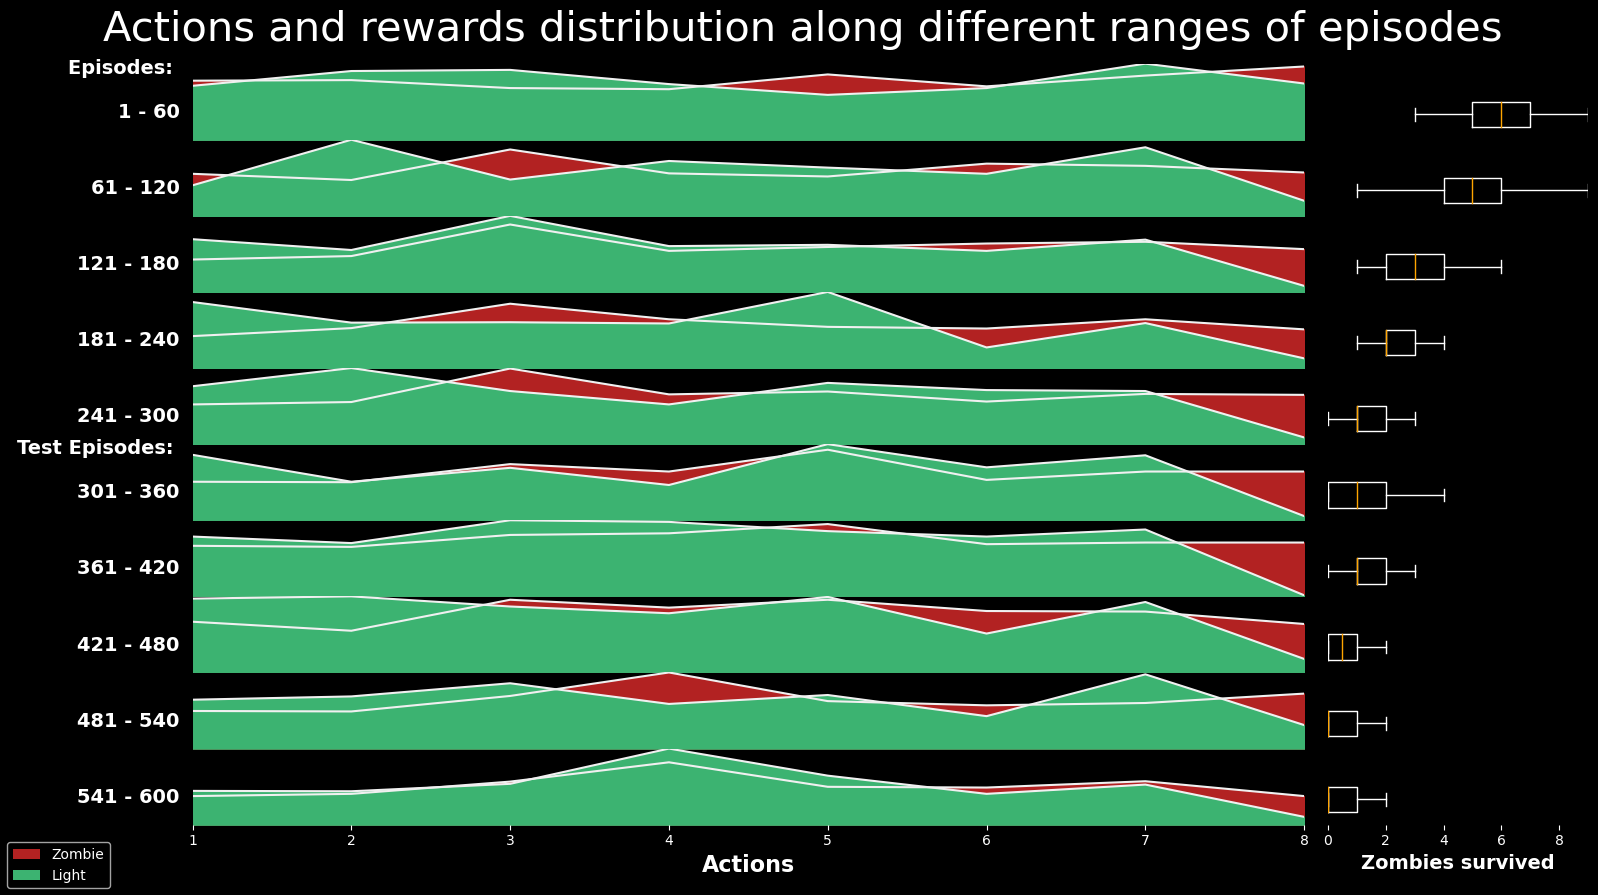 Actions and rewards distribution along different ranges of episodes
Episodes:
1 - 60
61 - 120
121 - 180
181 - 240
241 - 300
Test Episodes:
301 - 360
361 - 420
421 - 480
481 - 540
541 - 600
1 2 3 4 5 6 7 8
0 2 4 6 8
Actions
Zombies survived
Zombie
Light